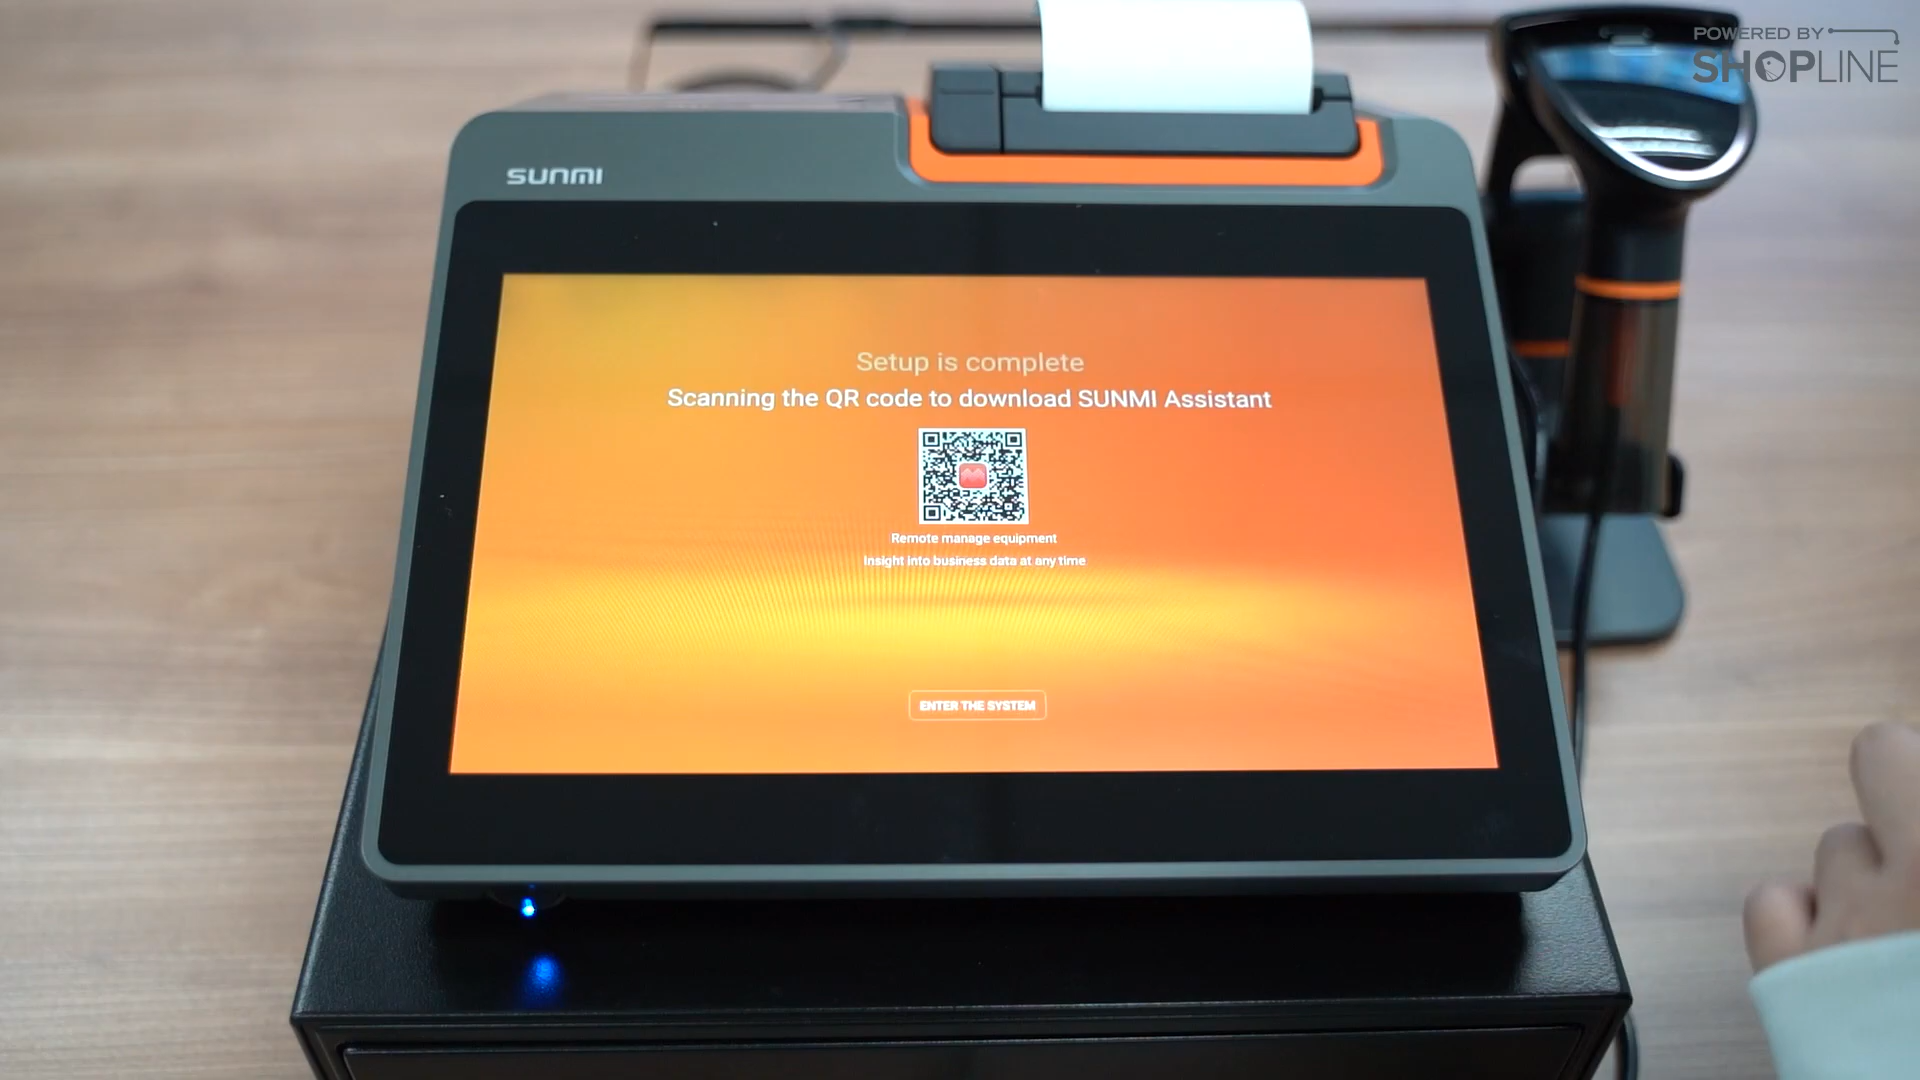 POWERED BY
SHOPLINE
SUNMI
Setup is complete
Scanning the QR code to download SUNMI Assistant
Remote manage equipment
Insight into business data at any time
ENTER THE SYSTEM